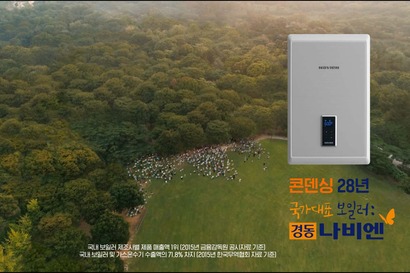 콘덴싱 28년
국가대표 보일러:
경동 나비엔
국내 보일러 제조사별 제품 매출액 1위 (2015년 금융감독원 공시자료 기준)
국내 보일러 및 가스온수기 수출액의 71.8% 차지 (2015년 한국무역협회 자료 기준)